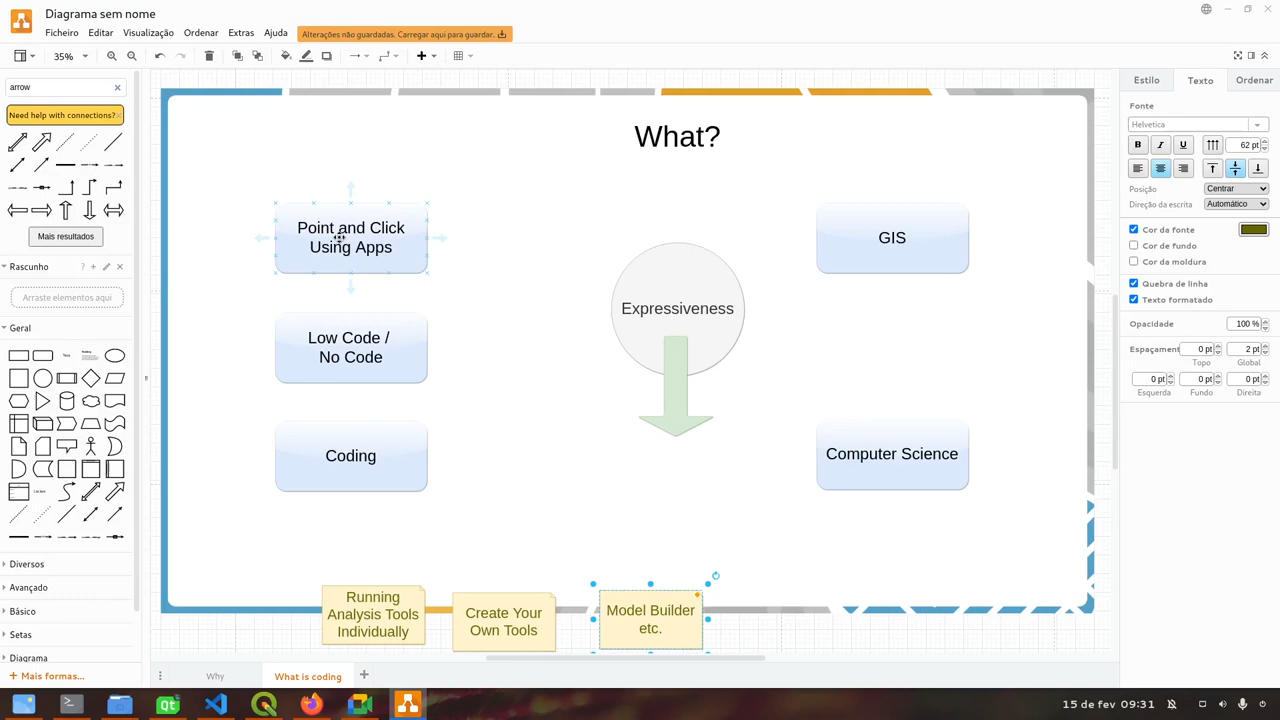 Diagrama sem nome
Ficheiro Editar Visualização Ordenar Extras Ajuda Alterações não guardadas. Carregar aqui para guardar.
35%
arrow
Need help with connections?
Mais resultados
Rascunho
Arraste elementos aqui
Geral
Diversos
Avançado
Básico
Setas
Diagrama
Mais formas...
What?
Point and Click
Using Apps
GIS
Expressiveness
Low Code /
No Code
Coding
Computer Science
Running
Analysis Tools
Individually
Create Your
Own Tools
Model Builder
etc.
Why What is coding
Estilo Texto Ordenar
Fonte
Helvetica
B I U 62 pt
Posição Centrar
Direção da escrita Automático
Cor da fonte
Cor de fundo
Cor da moldura
Quebra de linha
Texto formatado
Opacidade 100 %
Espaçament 0 pt 2 pt
Topo Global
0 pt 0 pt 0 pt
Esquerda Fundo Direita
Qt
15 de fev 09:31